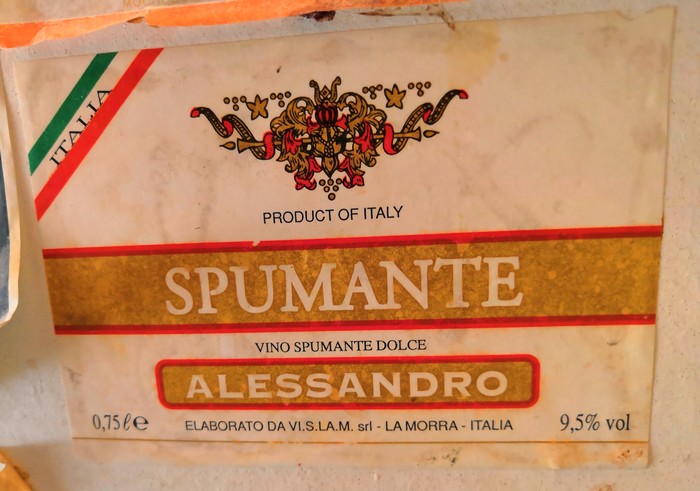 ITALIA
PRODUCT OF ITALY
SPUMANTE
VINO SPUMANTE DOLCE
ALESSANDRO
0,75 ℓ e ELABORATO DA VI.S.LA.M. srl - LA MORRA - ITALIA 9,5% vol